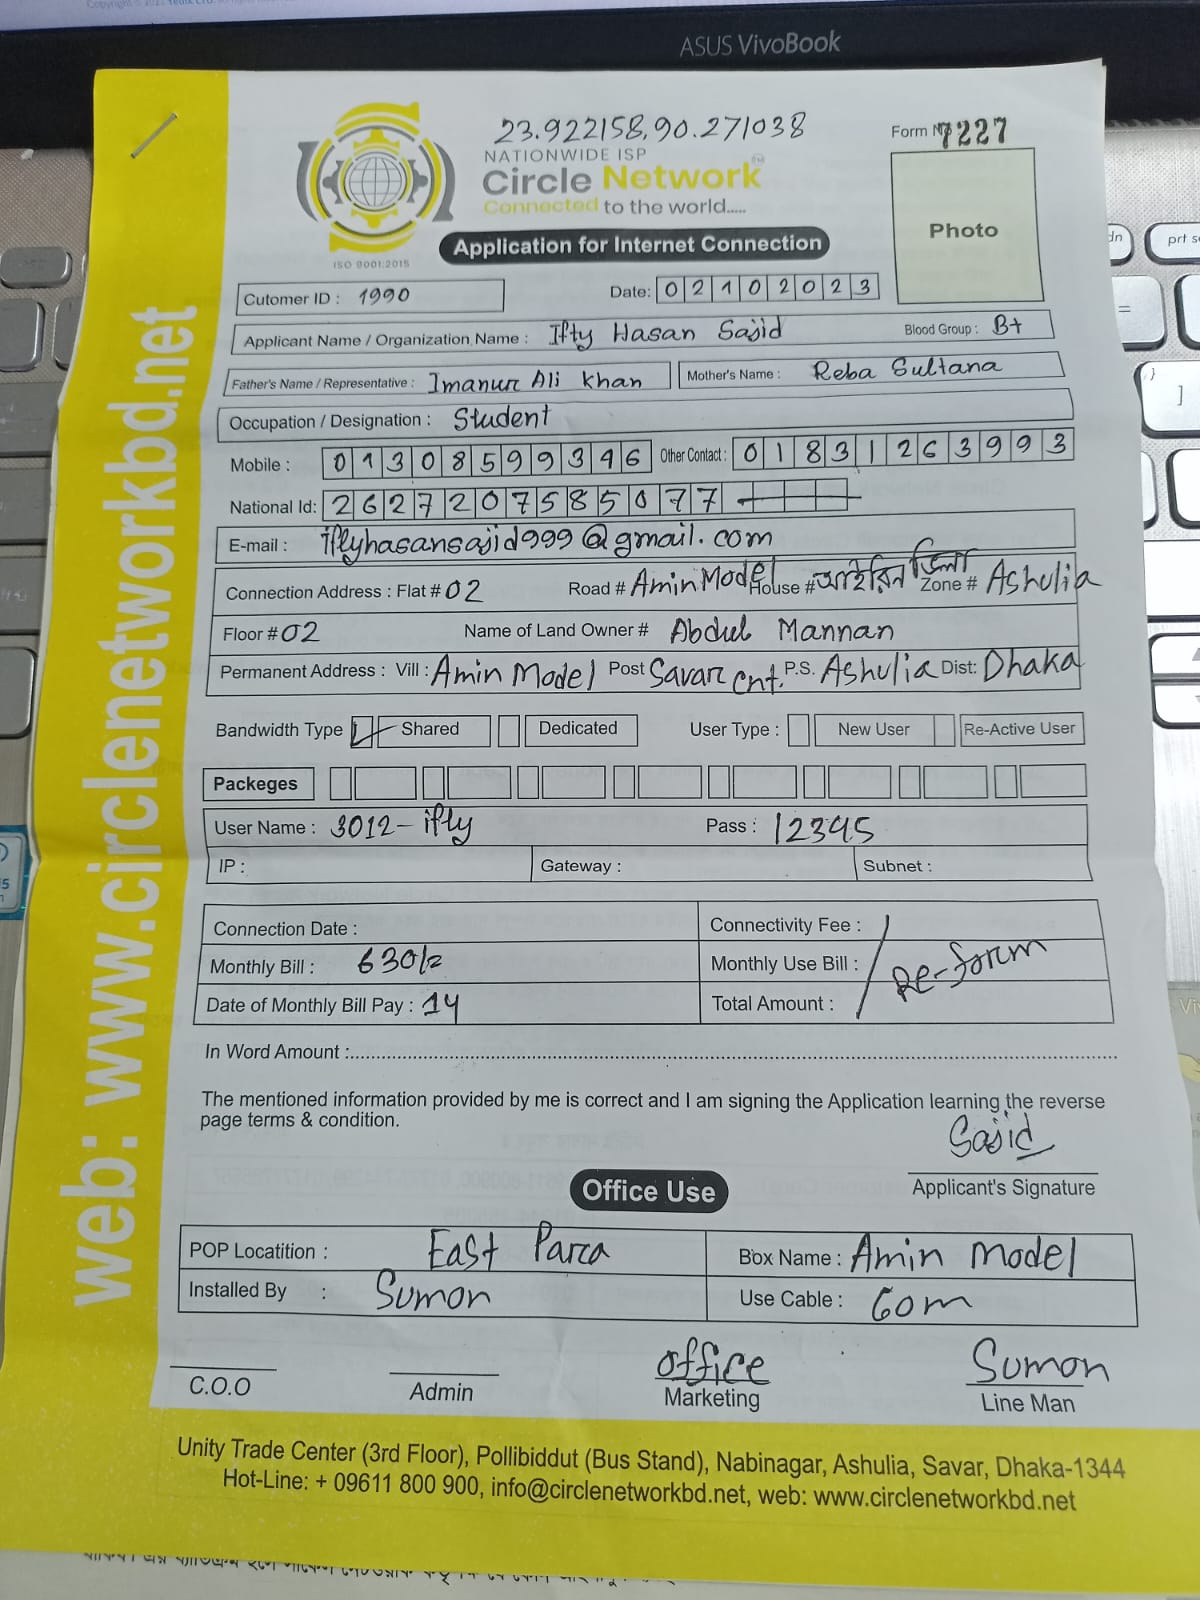 ASUS VivoBook
23.922158,90.271038
Form No 7227
NATIONWIDE ISP
Circle Network
Connected to the world.....
ISO 9001:2015
Application for Internet Connection
Photo
Cutomer ID : 1990
Date: 02102023
Applicant Name / Organization Name : Ifty Hasan Sajid Blood Group : B+
Father's Name / Representative : Imanur Ali Khan Mother's Name : Reba Sultana
Occupation / Designation : Student
Mobile : 01308599346 Other Contact : 01831263993
National Id: 2627207585077
E-mail : iftyhasansajid999@gmail.com
Connection Address : Flat # 02 Road # Amin Model House # আইরিন ভিলা Zone # Ashulia
Floor # 02 Name of Land Owner # Abdul Mannan
Permanent Address : Vill : Amin Model Post Savar Cnt. P.S. Ashulia Dist: Dhaka
Bandwidth Type Shared Dedicated User Type : New User Re-Active User
Packeges
User Name : 3012-ifty Pass : 12345
IP : Gateway : Subnet :
Connection Date : Connectivity Fee :
Monthly Bill : 630/= Monthly Use Bill : Re-form
Date of Monthly Bill Pay : 14 Total Amount :
In Word Amount :
The mentioned information provided by me is correct and I am signing the Application learning the reverse
page terms & condition.
Sajid
Applicant's Signature
Office Use
POP Locatition : East Para Box Name : Amin Model
Installed By : Sumon Use Cable : 60m
office Sumon
C.O.O Admin Marketing Line Man
Unity Trade Center (3rd Floor), Pollibiddut (Bus Stand), Nabinagar, Ashulia, Savar, Dhaka-1344
Hot-Line: + 09611 800 900, info@circlenetworkbd.net, web: www.circlenetworkbd.net
web: www.circlenetworkbd.net